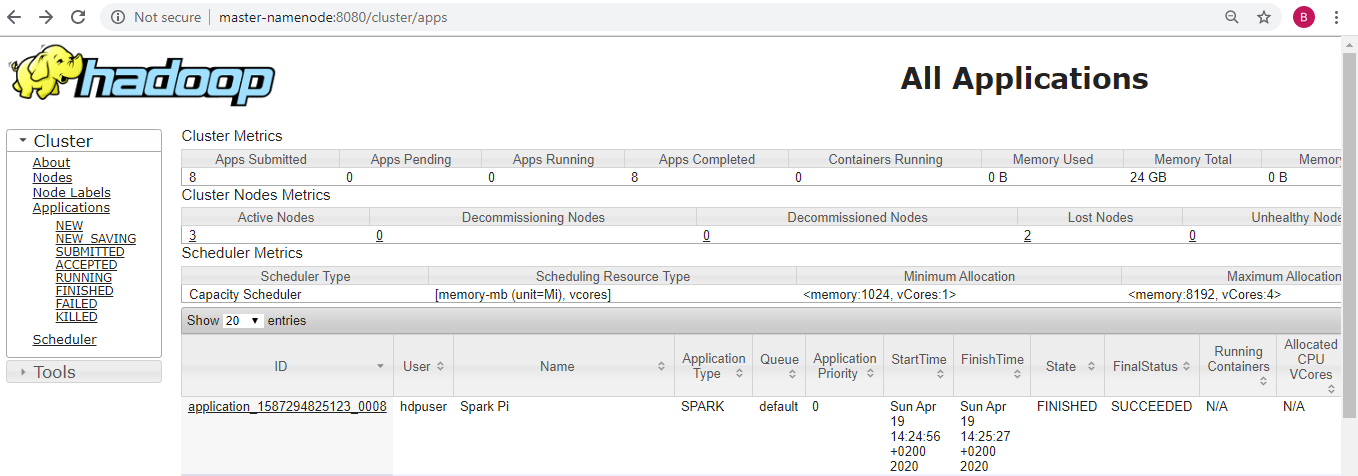 Not secure | master-namenode:8080/cluster/apps B
hadoop
All Applications
Cluster
About
Nodes
Node Labels
Applications
NEW
NEW_SAVING
SUBMITTED
ACCEPTED
RUNNING
FINISHED
FAILED
KILLED
Scheduler
Tools
Cluster Metrics
Apps Submitted Apps Pending Apps Running Apps Completed Containers Running Memory Used Memory Total Memory
8 0 0 8 0 0 B 24 GB 0 B
Cluster Nodes Metrics
Active Nodes Decommissioning Nodes Decommissioned Nodes Lost Nodes Unhealthy Node
3 0 0 2 0
Scheduler Metrics
Scheduler Type Scheduling Resource Type Minimum Allocation Maximum Allocation
Capacity Scheduler [memory-mb (unit=Mi), vcores] <memory:1024, vCores:1> <memory:8192, vCores:4>
Show 20 entries
ID User Name Application Type Queue Application Priority StartTime FinishTime State FinalStatus Running Containers Allocated CPU VCores
application_1587294825123_0008 hdpuser Spark Pi SPARK default 0 Sun Apr 19 14:24:56 +0200 2020 Sun Apr 19 14:25:27 +0200 2020 FINISHED SUCCEEDED N/A N/A